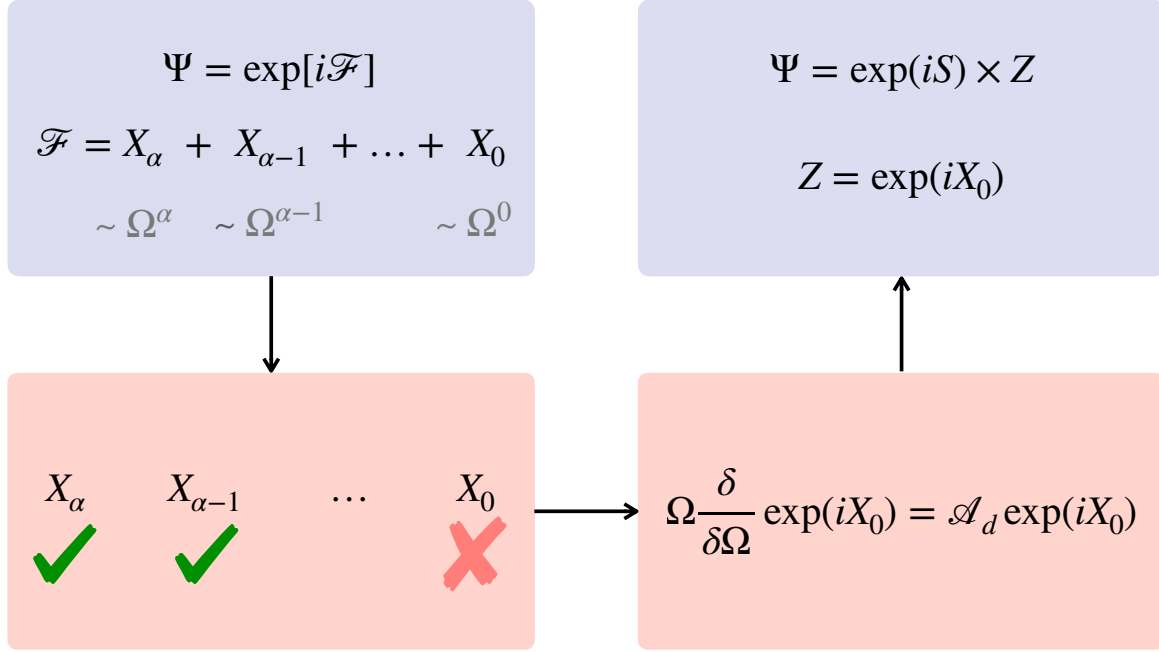 Ψ = exp[iℱ]
ℱ = X_α + X_{α−1} + … + X_0
~ Ω^α ~ Ω^{α−1} ~ Ω^0
X_α X_{α−1} … X_0
Ω δ/δΩ exp(iX_0) = 𝒜_d exp(iX_0)
Ψ = exp(iS) × Z
Z = exp(iX_0)